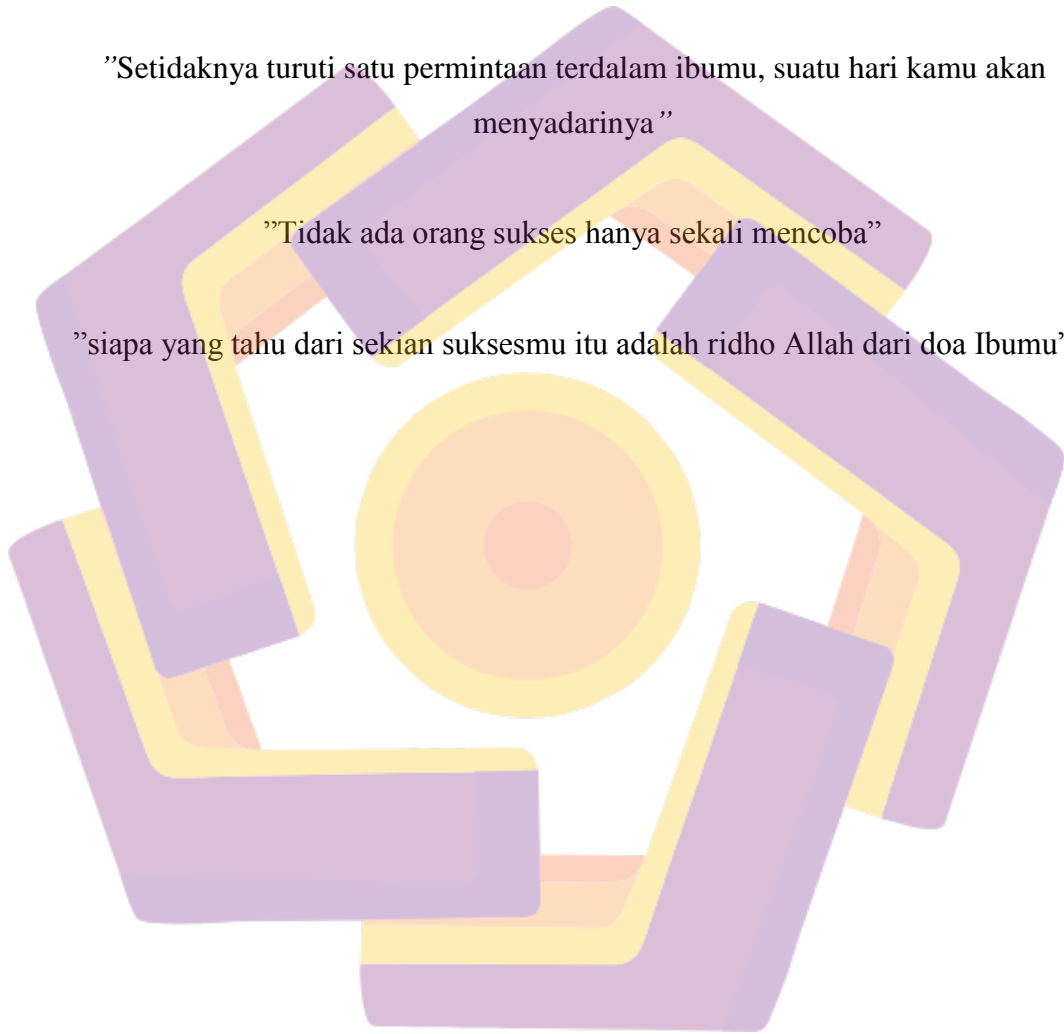 ”Setidaknya turuti satu permintaan terdalam ibumu, suatu hari kamu akan
menyadarinya”
”Tidak ada orang sukses hanya sekali mencoba”
”siapa yang tahu dari sekian suksesmu itu adalah ridho Allah dari doa Ibumu”